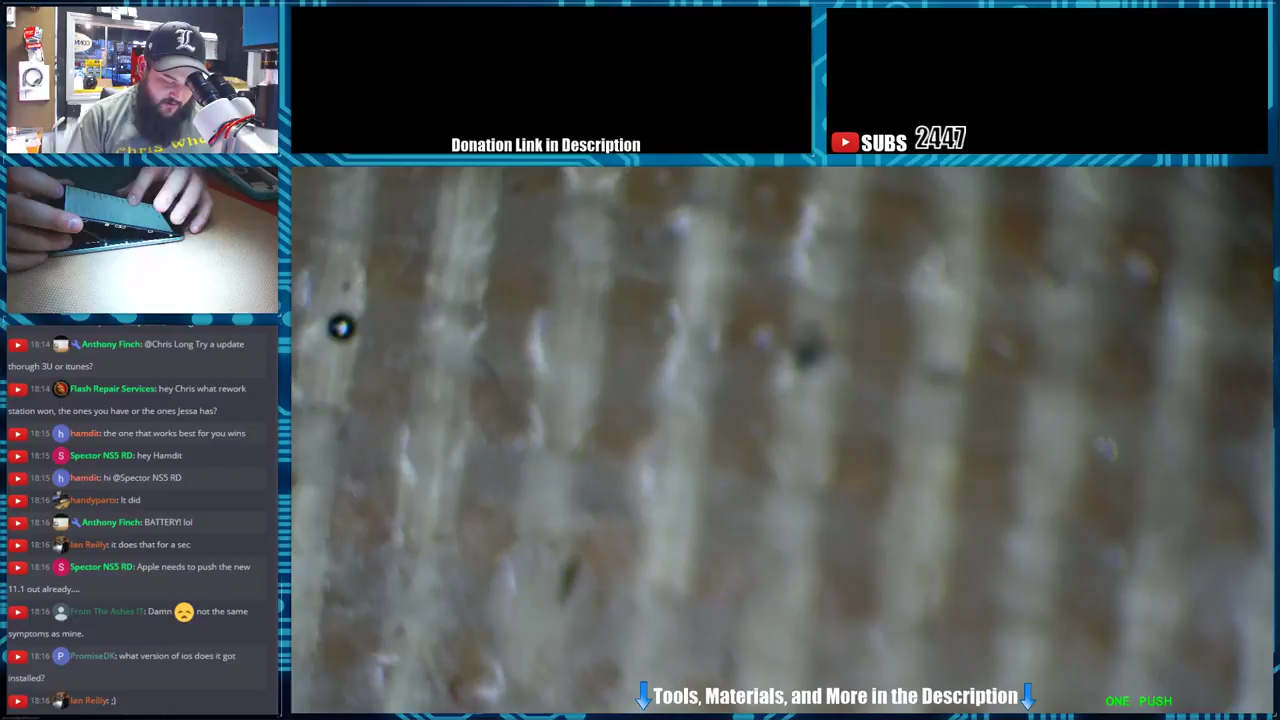 L
Chris Who
Donation Link in Description
SUBS 2447
18:14 Anthony Finch: @Chris Long Try a update
thorugh 3U or itunes?
18:14 Flash Repair Services: hey Chris what rework
station won, the ones you have or the ones Jessa has?
18:15 h hamdit: the one that works best for you wins
18:15 S Spector NS5 RD: hey Hamdit
18:15 h hamdit: hi @Spector NS5 RD
18:16 handyparts: It did
18:16 Anthony Finch: BATTERY! lol
18:16 Ian Reilly: it does that for a sec
18:16 S Spector NS5 RD: Apple needs to push the new
11.1 out already....
18:16 From The Ashes IT: Damn 😞 not the same
symptoms as mine.
18:16 P PromiseDK: what version of ios does it got
installed?
18:16 Ian Reilly: ;)
Tools, Materials, and More in the Description
ONE PUSH